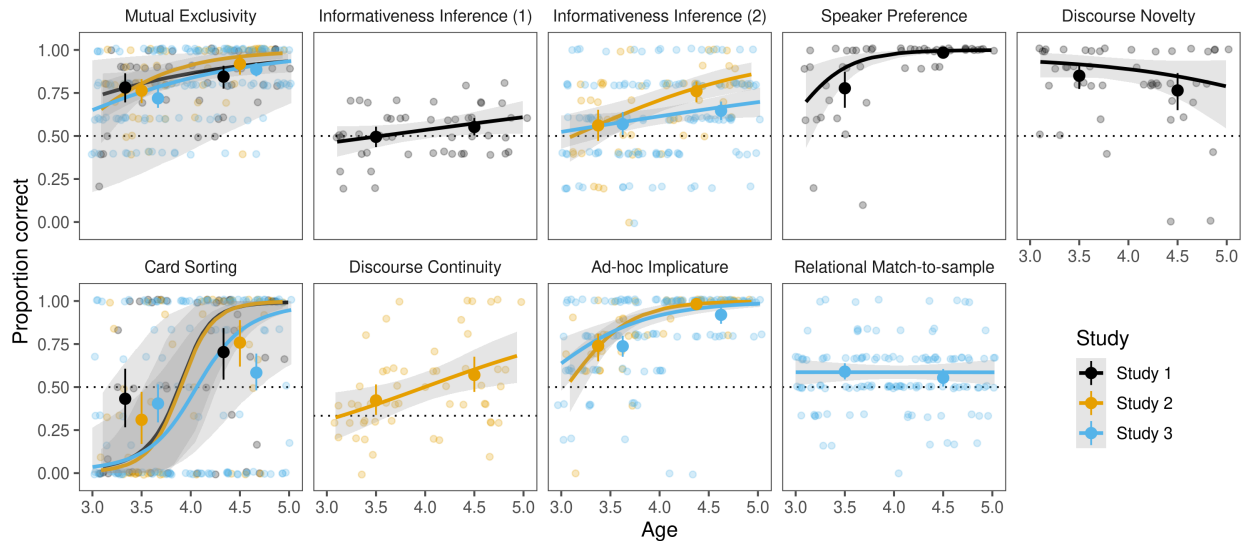 Mutual Exclusivity
Informativeness Inference (1)
Informativeness Inference (2)
Speaker Preference
Discourse Novelty
1.00
0.75
0.50
0.25
0.00
3.0 3.5 4.0 4.5 5.0
Card Sorting
Discourse Continuity
Ad-hoc Implicature
Relational Match-to-sample
1.00
0.75
0.50
0.25
0.00
3.0 3.5 4.0 4.5 5.0
3.0 3.5 4.0 4.5 5.0
3.0 3.5 4.0 4.5 5.0
3.0 3.5 4.0 4.5 5.0
Proportion correct
Age
Study
Study 1
Study 2
Study 3